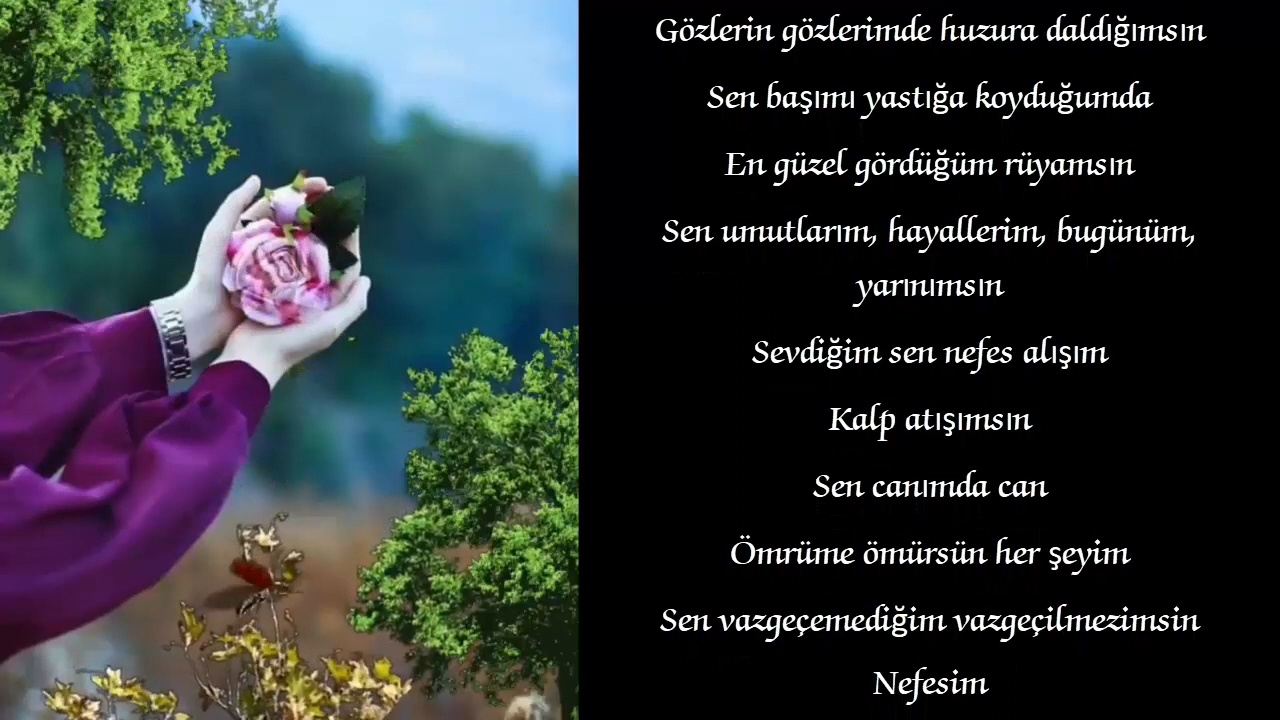 Gözlerin gözlerimde huzura daldığımsın
Sen başımı yastığa koyduğumda
En güzel gördüğüm rüyamsın
Sen umutlarım, hayallerim, bugünüm,
yarınımsın
Sevdiğim sen nefes alışım
Kalp atışımsın
Sen canımda can
Ömrüme ömürsün her şeyim
Sen vazgeçemediğim vazgeçilmezimsin
Nefesim